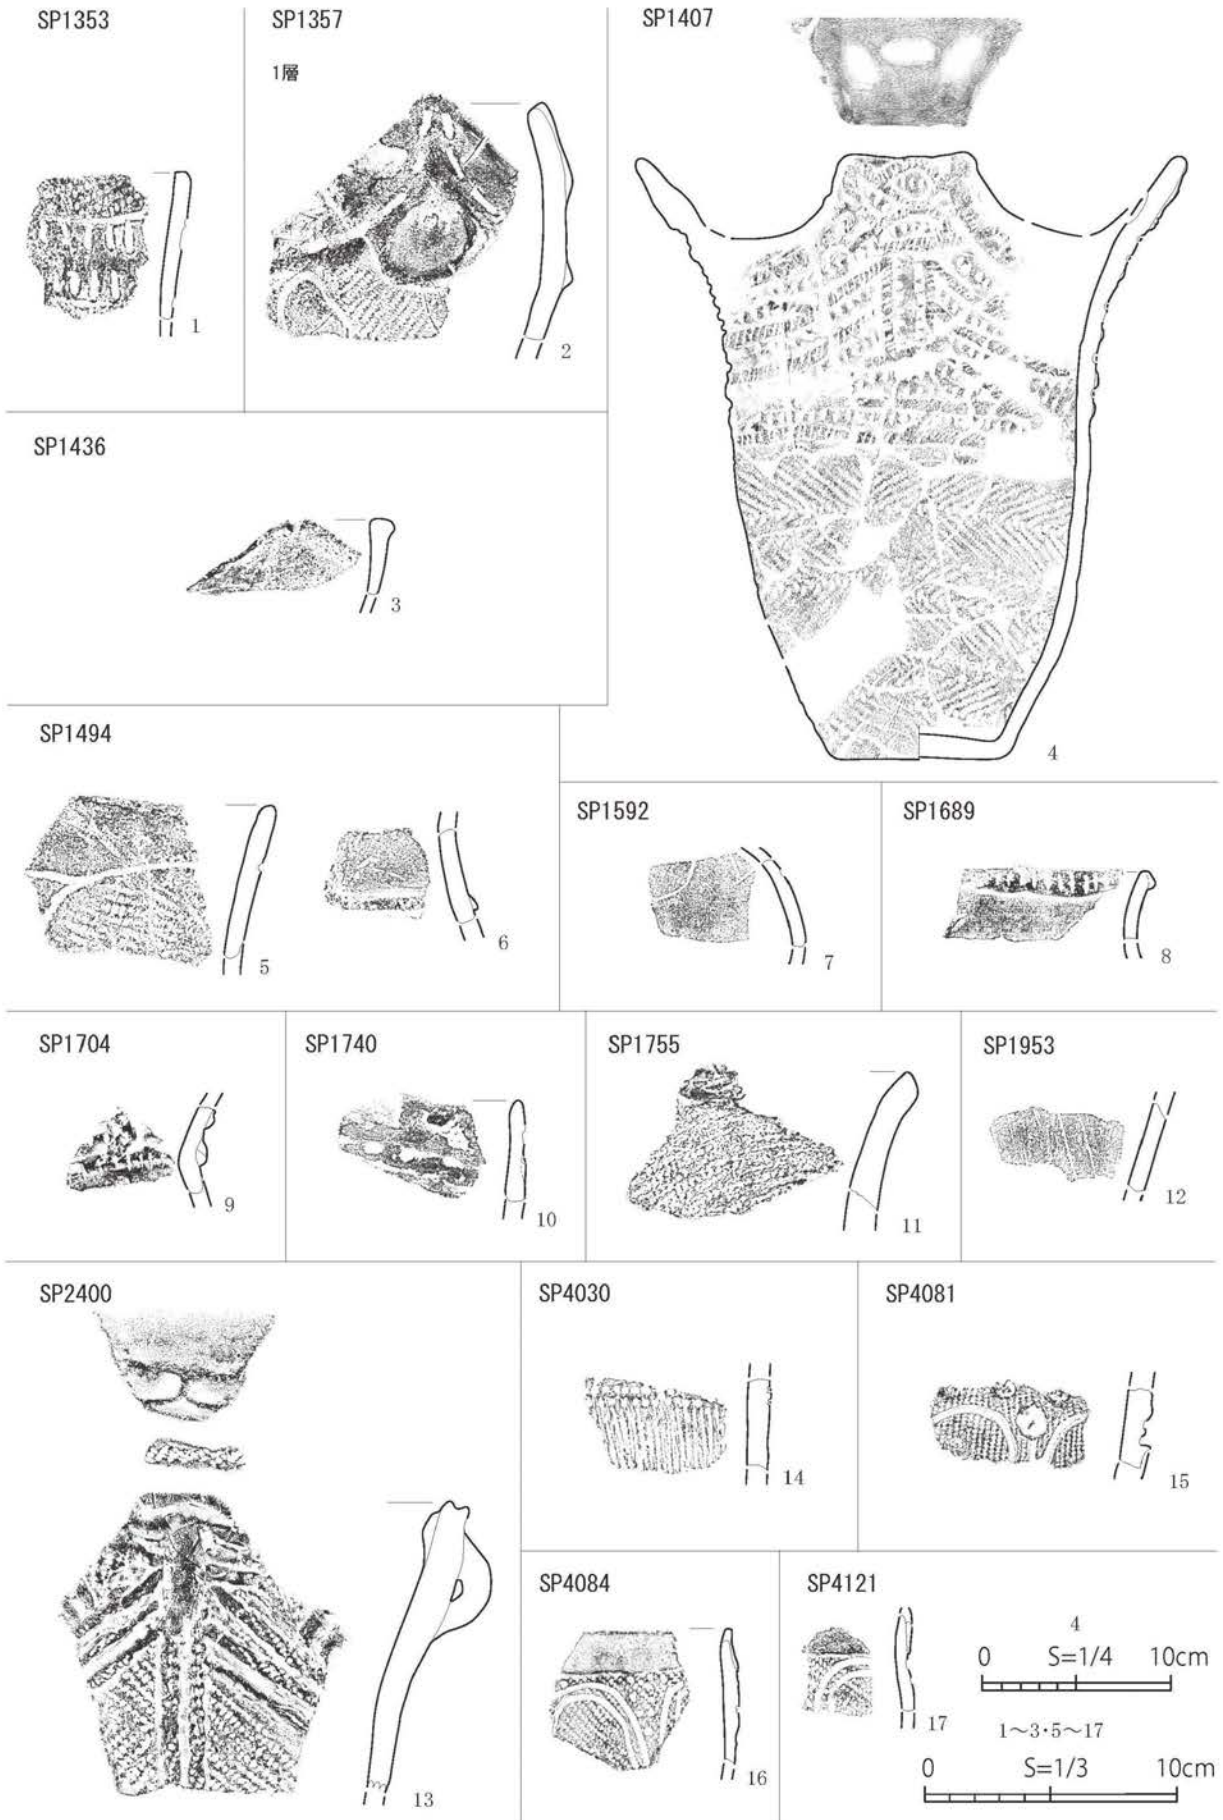 SP1353
1
SP1357
1層
2
SP1407
4
SP1436
3
SP1494
5
6
SP1592
7
SP1689
8
SP1704
9
SP1740
10
SP1755
11
SP1953
12
SP2400
13
SP4030
14
SP4081
15
SP4084
16
SP4121
17
4
0 S=1/4 10cm
1～3・5～17
0 S=1/3 10cm